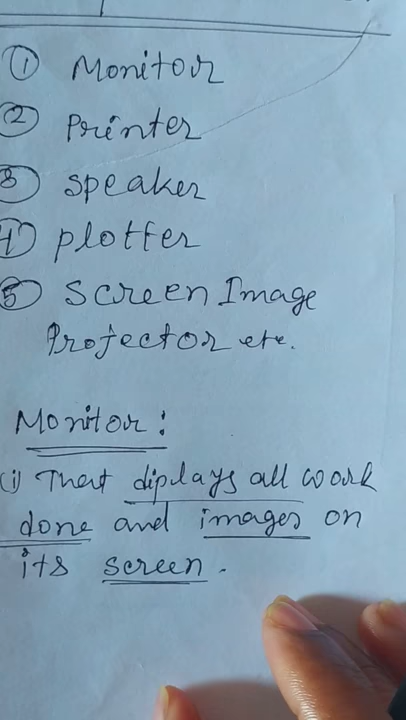 ① Monitor
② Printer
③ Speaker
④ plotter
⑤ Screen Image
Projector etc.
Monitor :
(i) That diplays all work
done and images on
its screen.